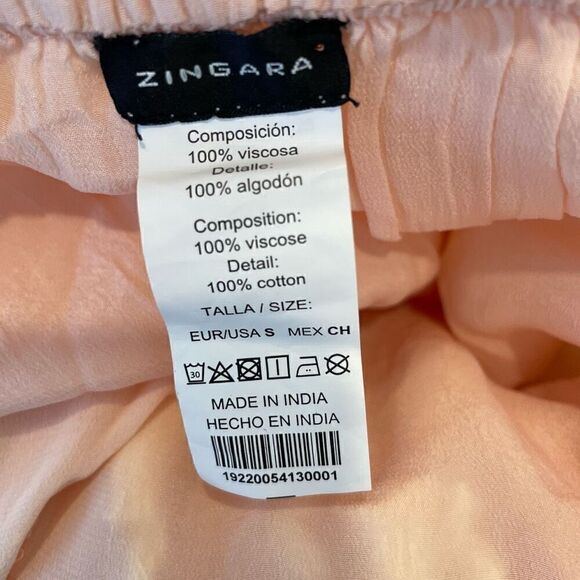 ZINGARA
Composición:
100% viscosa
Detalle:
100% algodón
Composition:
100% viscose
Detail:
100% cotton
TALLA / SIZE:
EUR/USA S MEX CH
30
MADE IN INDIA
HECHO EN INDIA
19220054130001